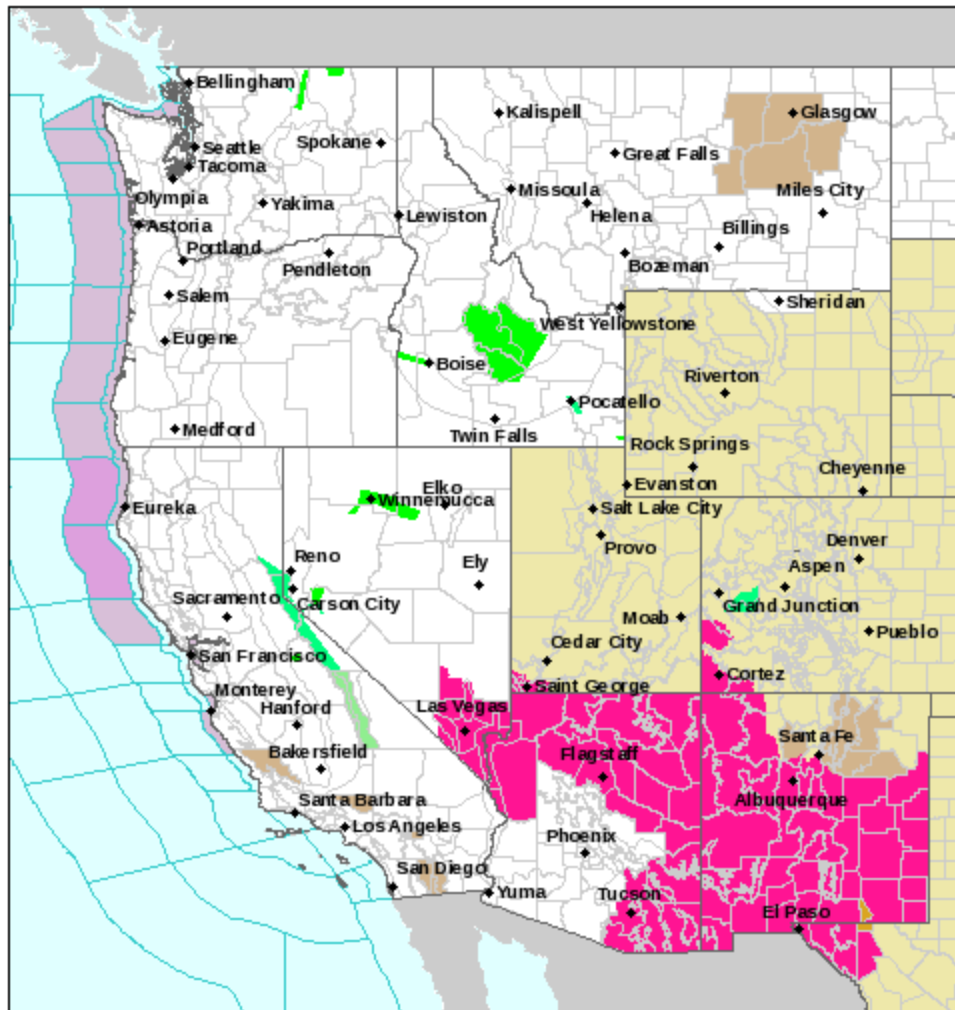 Bellingham
Kalispell
Glasgow
Seattle
Spokane
Great Falls
Tacoma
Missoula
Miles City
Olympia
Yakima
Lewiston
Helena
Astoria
Billings
Portland
Pendleton
Bozeman
Salem
Sheridan
West Yellowstone
Eugene
Boise
Riverton
Pocatello
Medford
Twin Falls
Rock Springs
Cheyenne
Evanston
Elko
Winnemucca
Eureka
Salt Lake City
Provo
Denver
Reno
Ely
Aspen
Sacramento
Carson City
Grand Junction
Moab
Pueblo
Cedar City
San Francisco
Cortez
Saint George
Monterey
Hanford
Las Vegas
Santa Fe
Bakersfield
Flagstaff
Albuquerque
Santa Barbara
Los Angeles
Phoenix
San Diego
Yuma
Tucson
El Paso